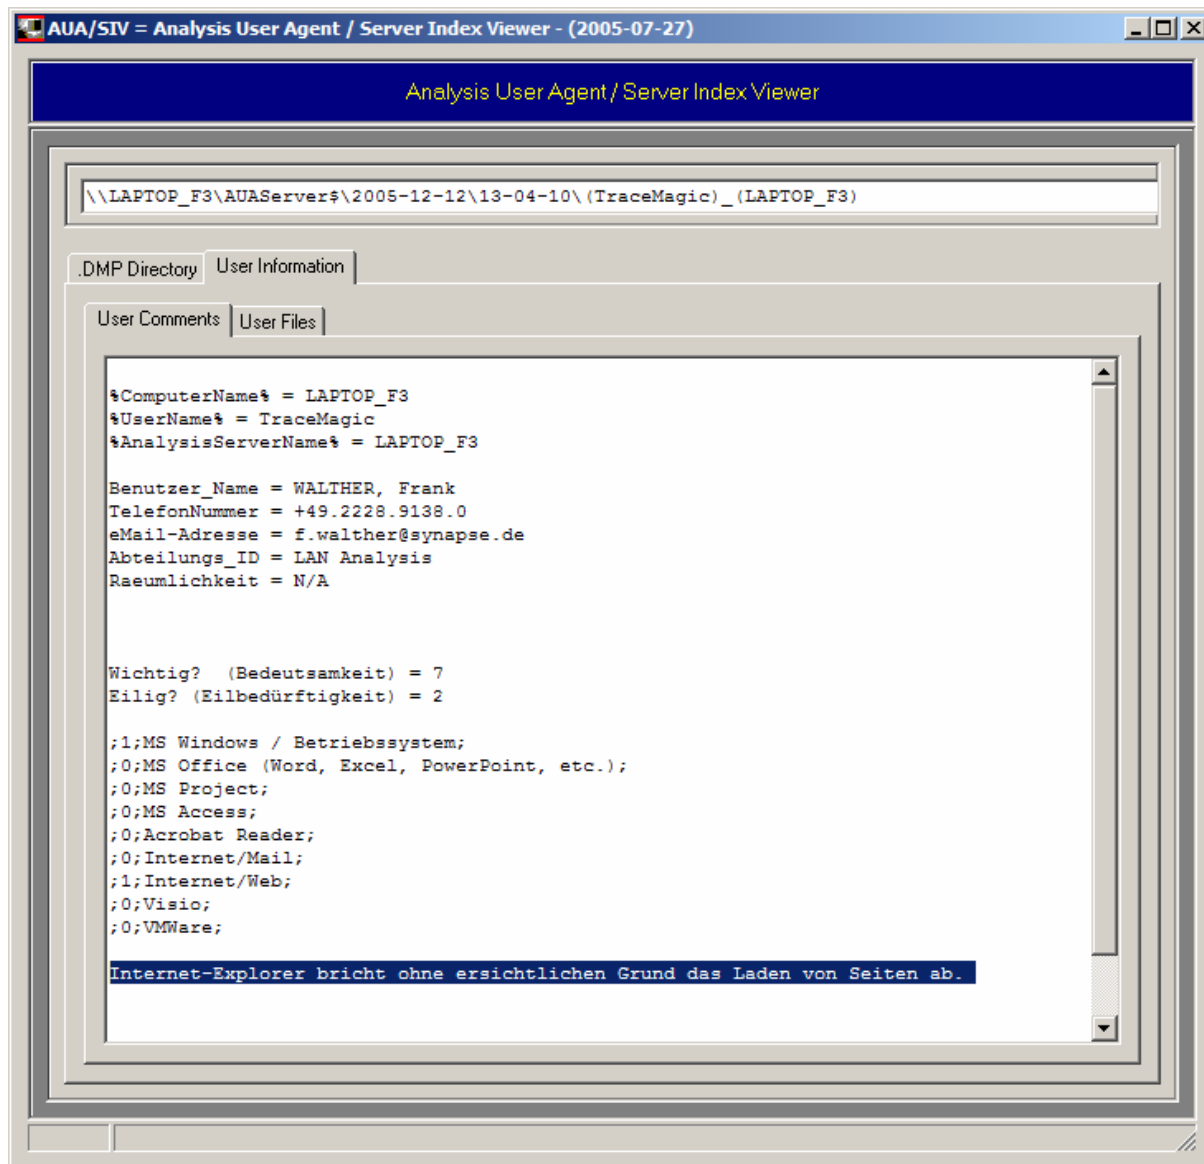 AUA/SIV = Analysis User Agent / Server Index Viewer - (2005-07-27)
Analysis User Agent / Server Index Viewer
\\LAPTOP_F3\AUAServer$\2005-12-12\13-04-10\(TraceMagic)_(LAPTOP_F3)
.DMP Directory User Information
User Comments User Files
%ComputerName% = LAPTOP_F3
%UserName% = TraceMagic
%AnalysisServerName% = LAPTOP_F3
Benutzer_Name = WALTHER, Frank
TelefonNummer = +49.2228.9138.0
eMail-Adresse = f.walther@synapse.de
Abteilungs_ID = LAN Analysis
Raeumlichkeit = N/A
Wichtig?  (Bedeutsamkeit) = 7
Eilig? (Eilbedürftigkeit) = 2
;1;MS Windows / Betriebssystem;
;0;MS Office (Word, Excel, PowerPoint, etc.);
;0;MS Project;
;0;MS Access;
;0;Acrobat Reader;
;0;Internet/Mail;
;1;Internet/Web;
;0;Visio;
;0;VMWare;
Internet-Explorer bricht ohne ersichtlichen Grund das Laden von Seiten ab.